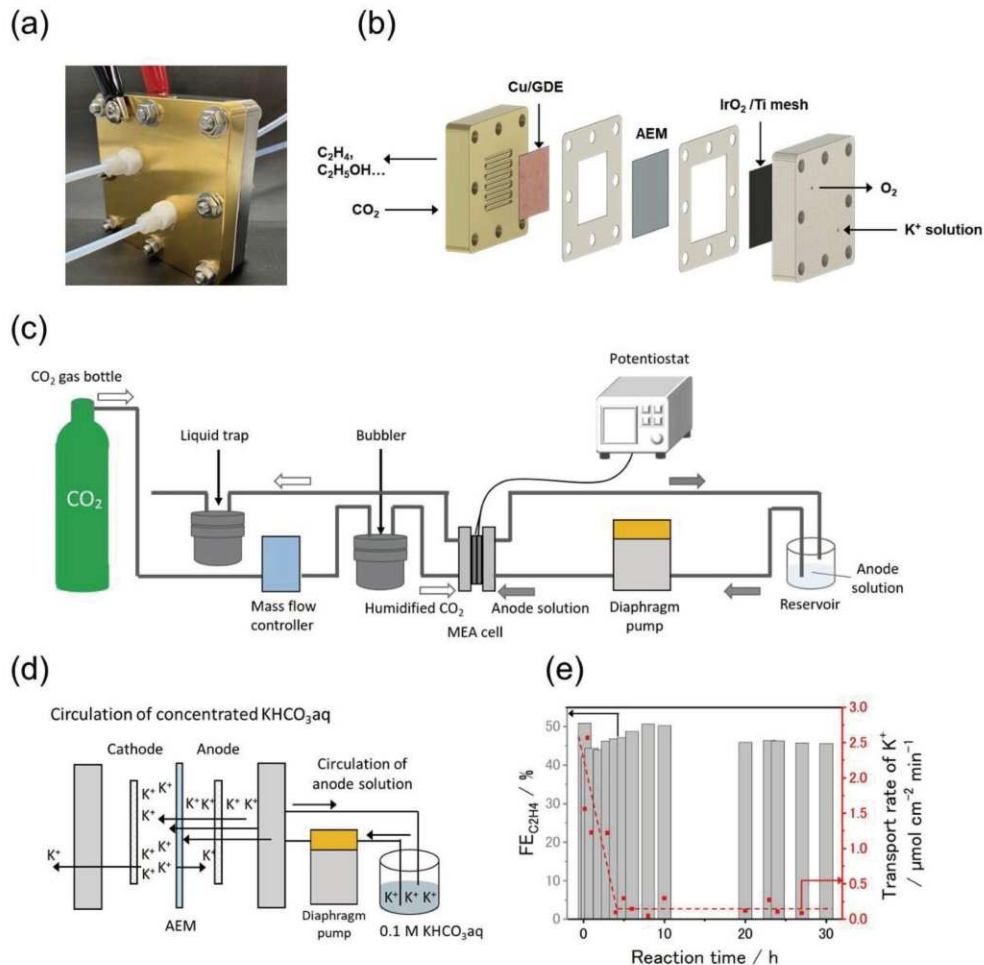 (a)
(b)
Cu/GDE
IrO₂ /Ti mesh
AEM
C₂H₄,
C₂H₅OH...
CO₂
O₂
K⁺ solution
(c)
CO₂ gas bottle
Potentiostat
Liquid trap
Bubbler
CO₂
Anode
solution
Mass flow
controller
Humidified CO₂
Anode solution
MEA cell
Diaphragm
pump
Reservoir
(d)
Circulation of concentrated KHCO₃aq
Cathode
Anode
Circulation of
anode solution
K⁺
K⁺
K⁺
K⁺ K⁺
K⁺
K⁺
K⁺
K⁺
K⁺
K⁺
K⁺
K⁺
K⁺ K⁺ K⁺
AEM
Diaphragm
pump
0.1 M KHCO₃aq
(e)
FE_C2H4 / %
50
40
30
20
10
0
3.0
2.5
2.0
1.5
1.0
0.5
0.0
Transport rate of K⁺
/ μmol cm⁻² min⁻¹
0
10
20
30
Reaction time / h